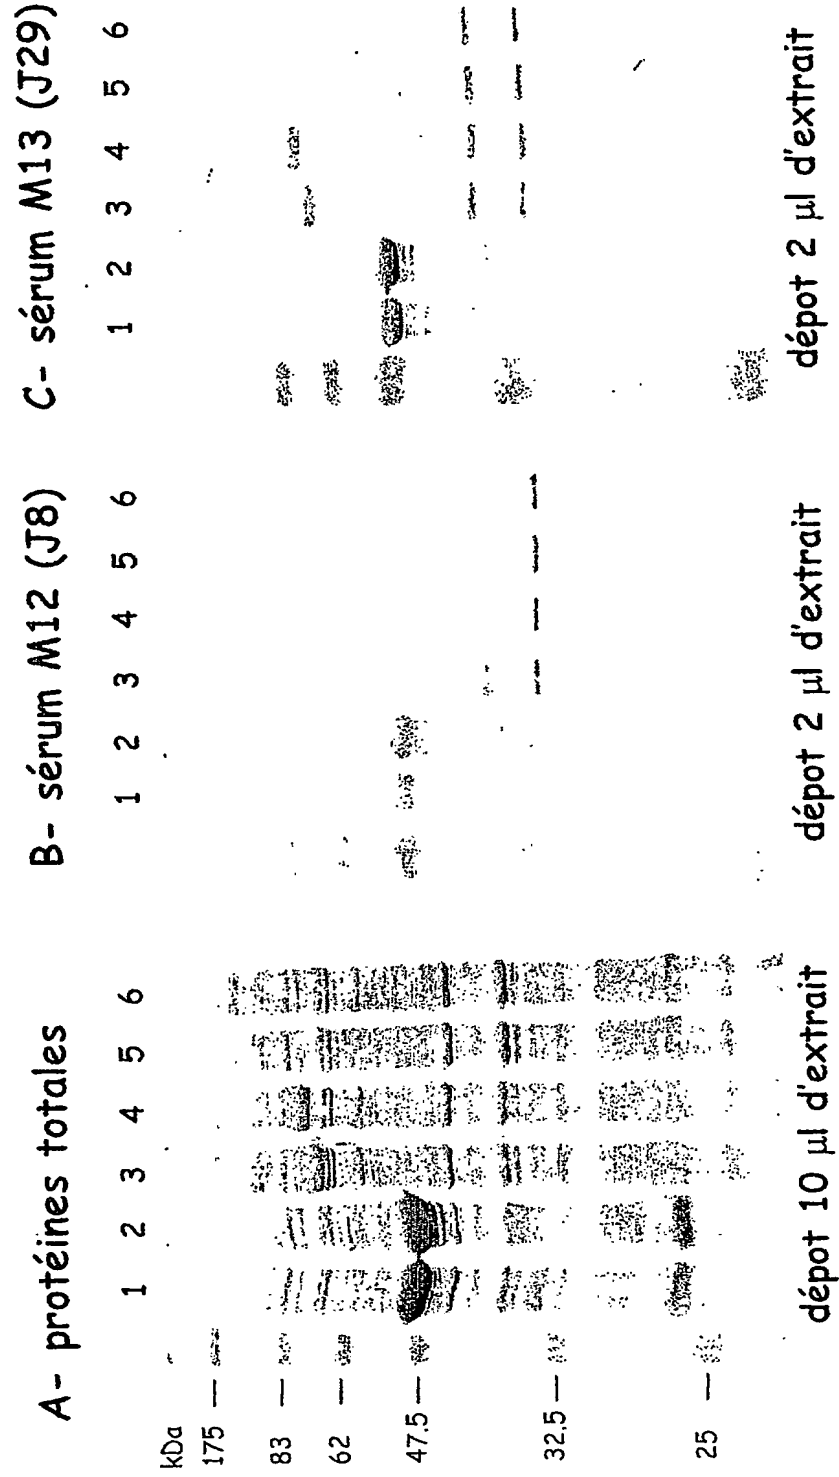 A- protéines totales
1 2 3 4 5 6
kDa
175
83
62
47.5
32.5
25
dépot 10 µl d'extrait
B- sérum M12 (J8)
1 2 3 4 5 6
dépot 2 µl d'extrait
C- sérum M13 (J29)
1 2 3 4 5 6
dépot 2 µl d'extrait